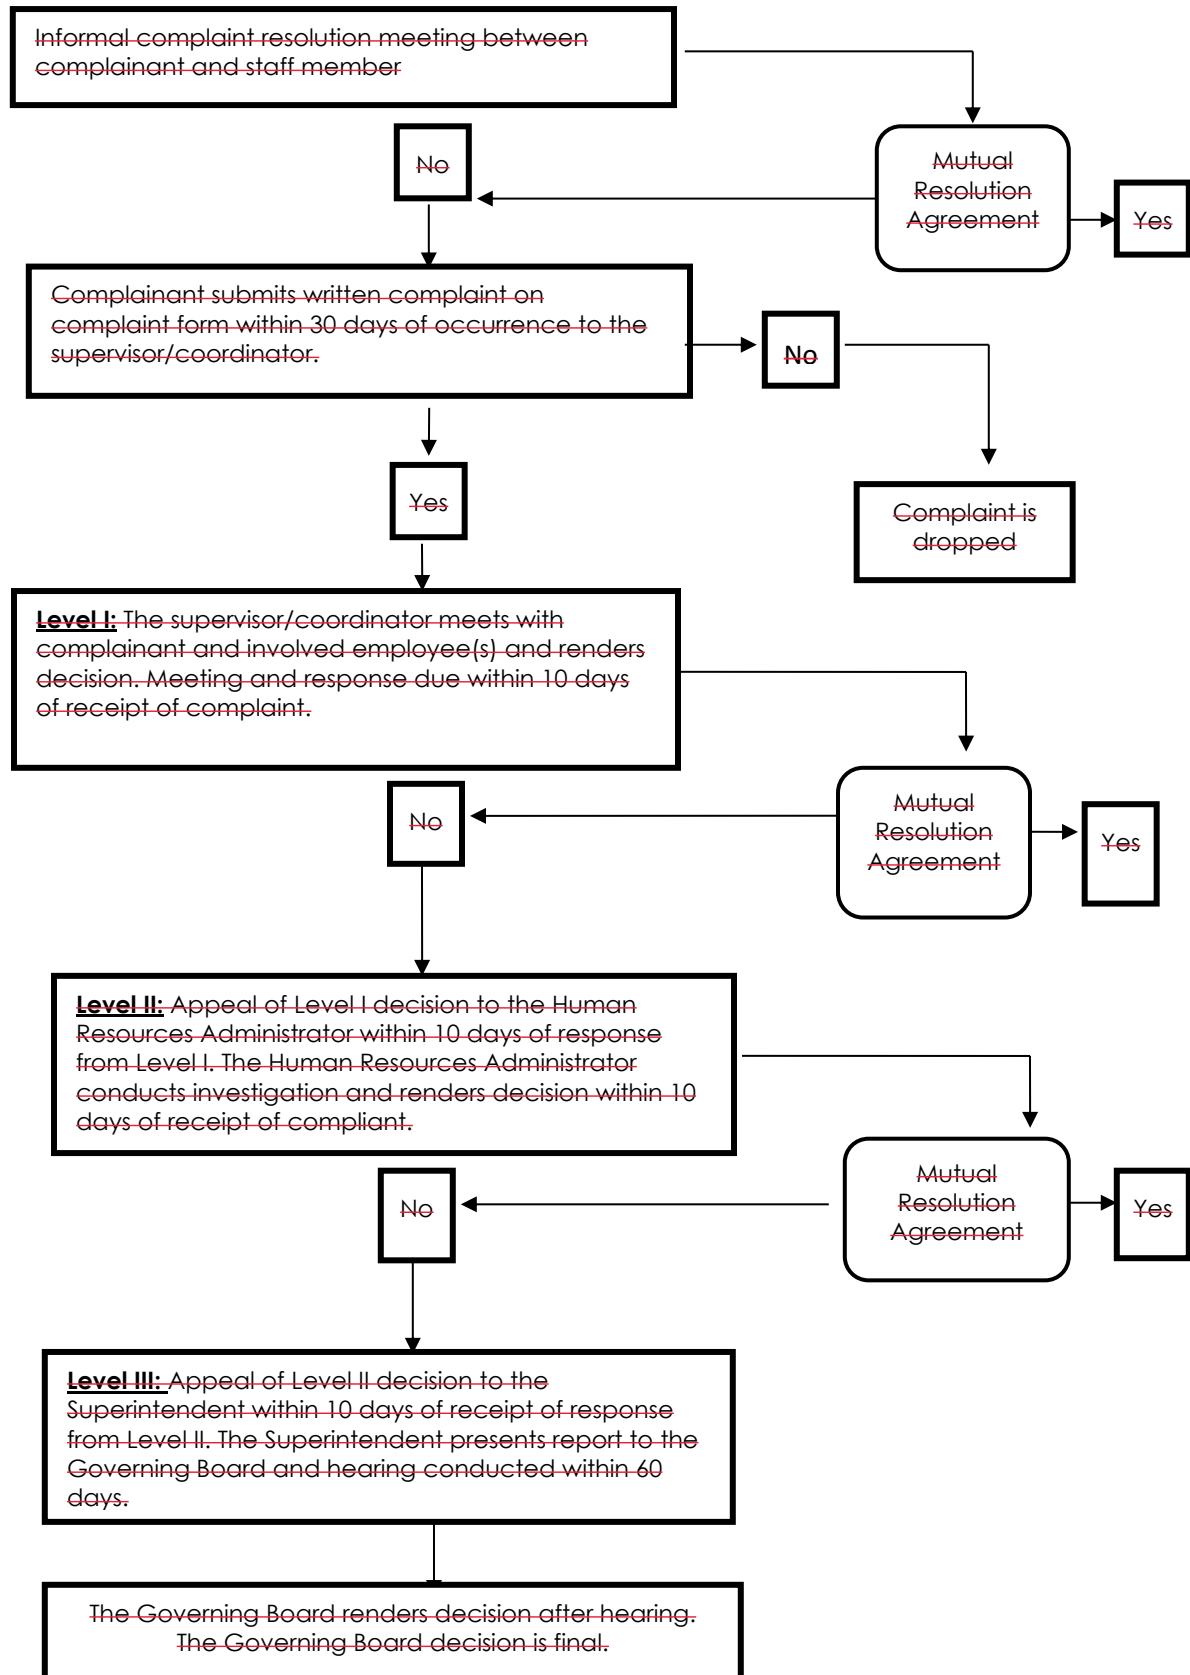 Informal complaint resolution meeting between
complainant and staff member
No
Mutual
Resolution
Agreement
Yes
Complainant submits written complaint on
complaint form within 30 days of occurrence to the
supervisor/coordinator.
No
Yes
Complaint is
dropped
Level I: The supervisor/coordinator meets with
complainant and involved employee(s) and renders
decision. Meeting and response due within 10 days
of receipt of complaint.
No
Mutual
Resolution
Agreement
Yes
Level II: Appeal of Level I decision to the Human
Resources Administrator within 10 days of response
from Level I. The Human Resources Administrator
conducts investigation and renders decision within 10
days of receipt of compliant.
No
Mutual
Resolution
Agreement
Yes
Level III: Appeal of Level II decision to the
Superintendent within 10 days of receipt of response
from Level II. The Superintendent presents report to the
Governing Board and hearing conducted within 60
days.
The Governing Board renders decision after hearing.
The Governing Board decision is final.